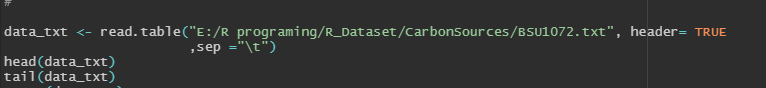 #
data_txt <- read.table("E:/R programing/R_Dataset/CarbonSources/BSU1072.txt", header= TRUE
,sep ="\t")
head(data_txt)
tail(data_txt)